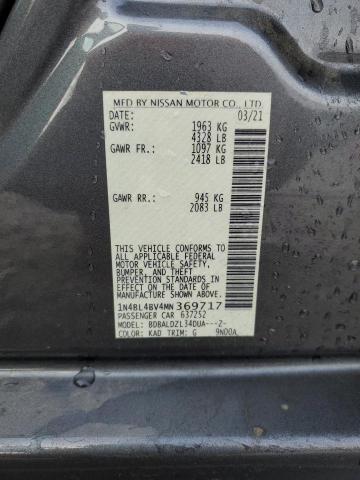 MFD BY NISSAN MOTOR CO., LTD.
DATE: 03/21
GVWR: 1963 KG
4328 LB
GAWR FR.: 1097 KG
2418 LB
GAWR RR.: 945 KG
2083 LB
THIS VEHICLE CONFORMS TO
ALL APPLICABLE FEDERAL
MOTOR VEHICLE SAFETY,
BUMPER, AND THEFT
PREVENTION STANDARDS IN
EFFECT ON THE DATE OF
MANUFACTURE SHOWN ABOVE.
1N4BL4BV4MN369717
PASSENGER CAR 637252
MODEL: BDBALDZL34DUA---2-
COLOR: KAD TRIM: G 9N00A